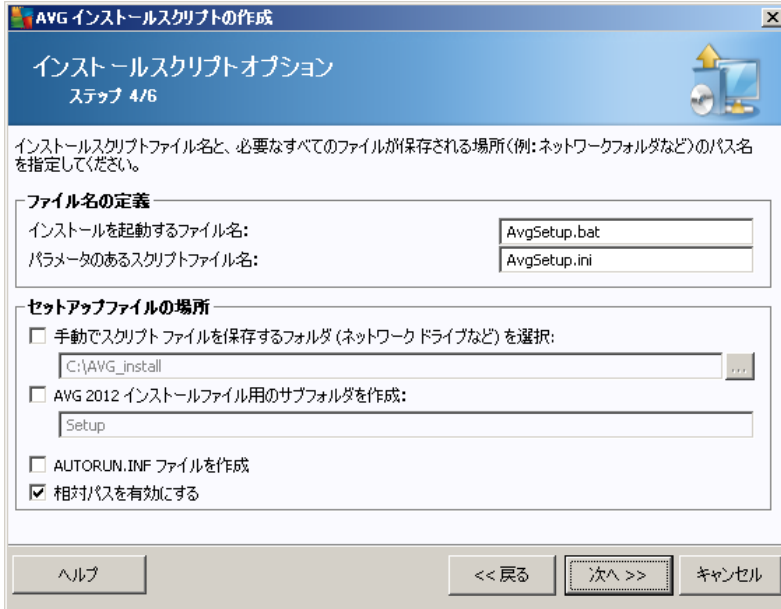 AVG インストールスクリプトの作成
インストールスクリプトオプション
ステップ 4/6
インストールスクリプトファイル名と、必要なすべてのファイルが保存される場所(例:ネットワークフォルダなど)のパス名
を指定してください。
ファイル名の定義
インストールを起動するファイル名:
AvgSetup.bat
パラメータのあるスクリプトファイル名:
AvgSetup.ini
セットアップファイルの場所
手動でスクリプト ファイルを保存するフォルダ (ネットワーク ドライブなど) を選択:
C:\AVG_install
...
AVG 2012 インストールファイル用のサブフォルダを作成:
Setup
AUTORUN.INF ファイルを作成
相対パスを有効にする
ヘルプ
<< 戻る
次へ >>
キャンセル